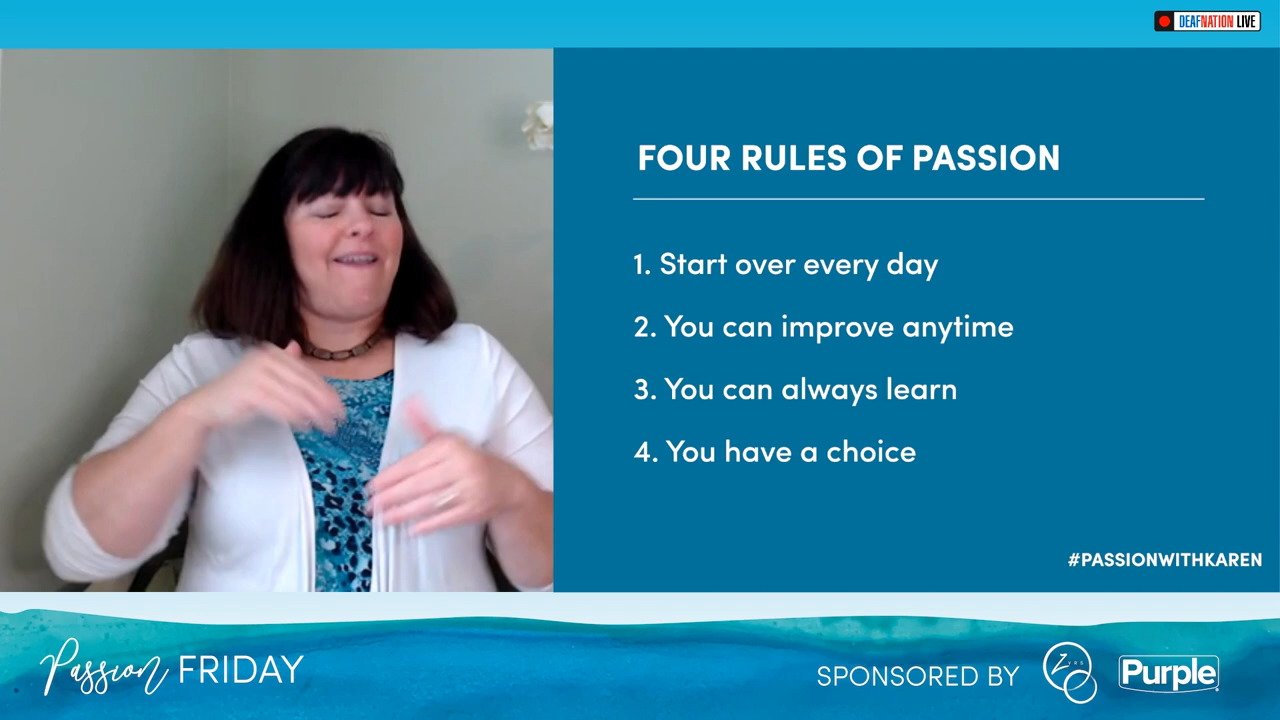 DEAFNATION LIVE
FOUR RULES OF PASSION
1. Start over every day
2. You can improve anytime
3. You can always learn
4. You have a choice
#PASSIONWITHKAREN
Passion FRIDAY
SPONSORED BY
ZVRS
Purple